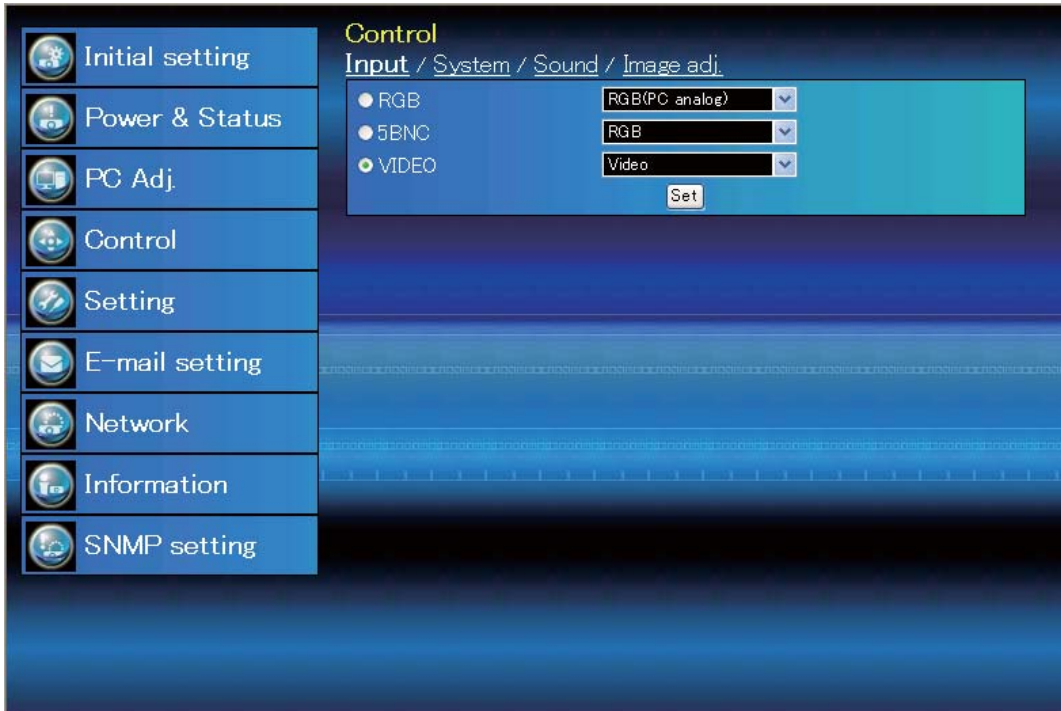 Initial setting
Power & Status
PC Adj.
Control
Setting
E-mail setting
Network
Information
SNMP setting
Control
Input / System / Sound / Image adj.
RGB RGB(PC analog)
5BNC RGB
VIDEO Video
Set